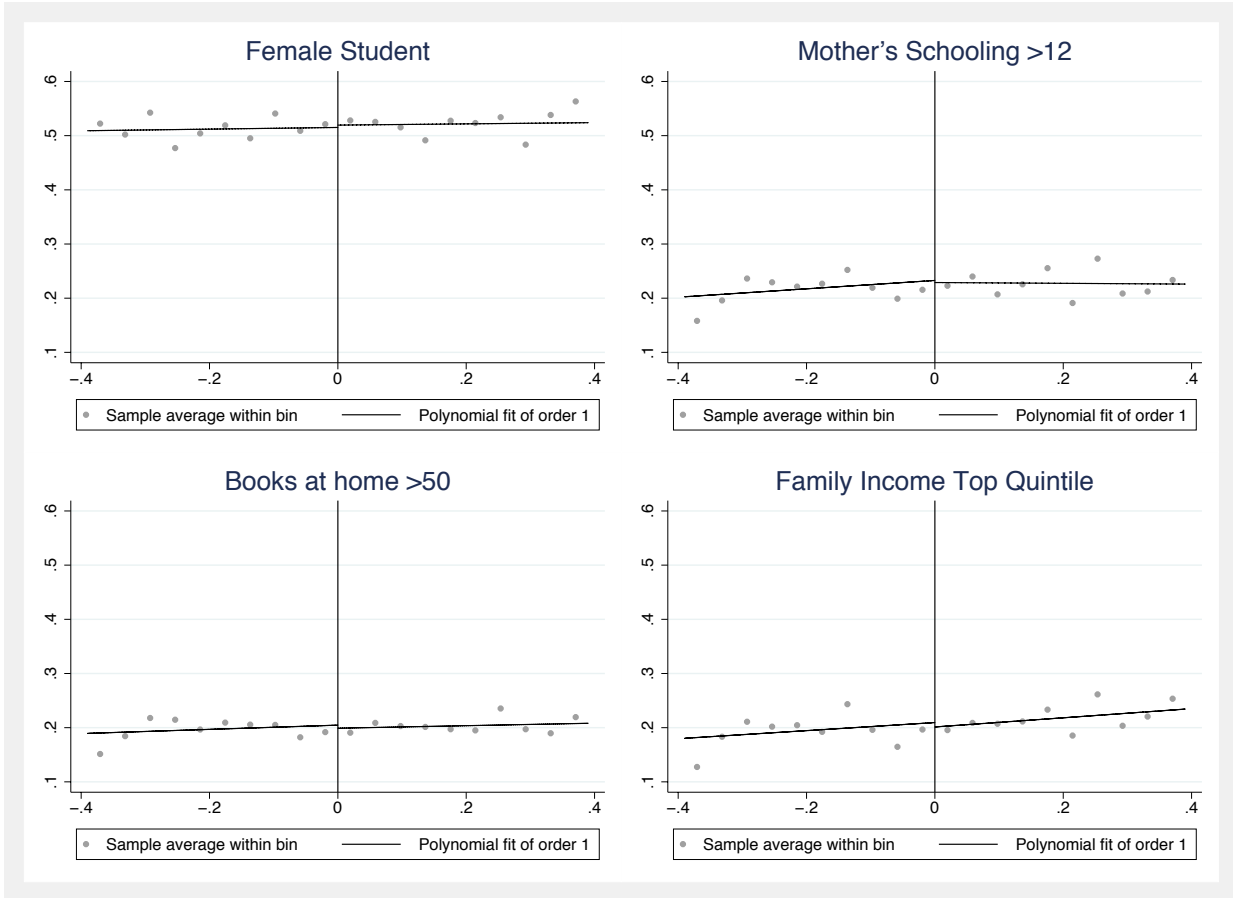 Female Student
.6
.5
.4
.3
.2
.1
−.4 −.2 0 .2 .4
Sample average within bin Polynomial fit of order 1
Mother’s Schooling >12
.6
.5
.4
.3
.2
.1
−.4 −.2 0 .2 .4
Sample average within bin Polynomial fit of order 1
Books at home >50
.6
.5
.4
.3
.2
.1
−.4 −.2 0 .2 .4
Sample average within bin Polynomial fit of order 1
Family Income Top Quintile
.6
.5
.4
.3
.2
.1
−.4 −.2 0 .2 .4
Sample average within bin Polynomial fit of order 1